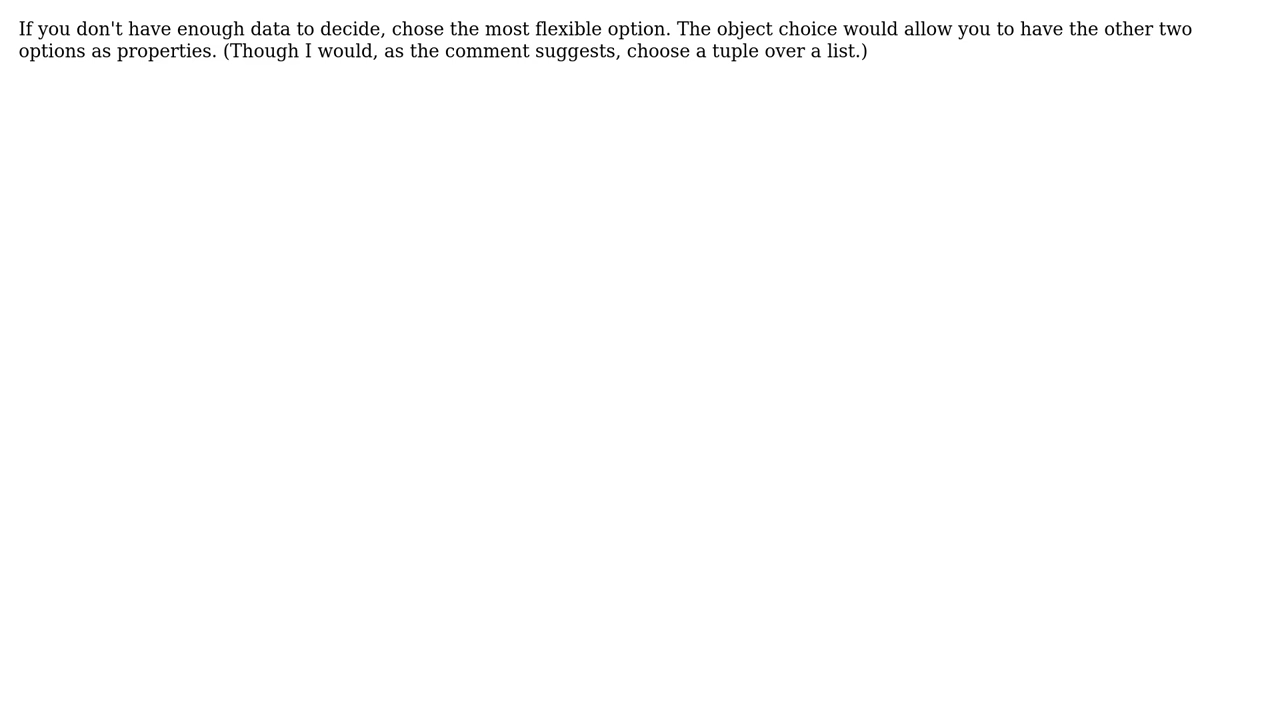 If you don't have enough data to decide, chose the most flexible option. The object choice would allow you to have the other two
options as properties. (Though I would, as the comment suggests, choose a tuple over a list.)